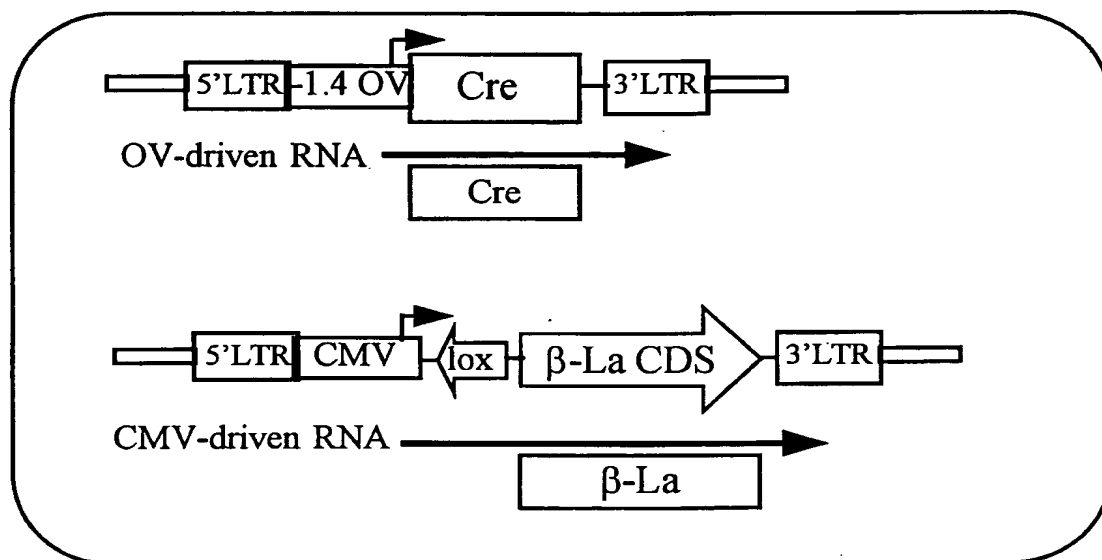 5'LTR -1.4 OV Cre 3'LTR
OV-driven RNA
Cre
5'LTR CMV lox β-La CDS 3'LTR
CMV-driven RNA
β-La